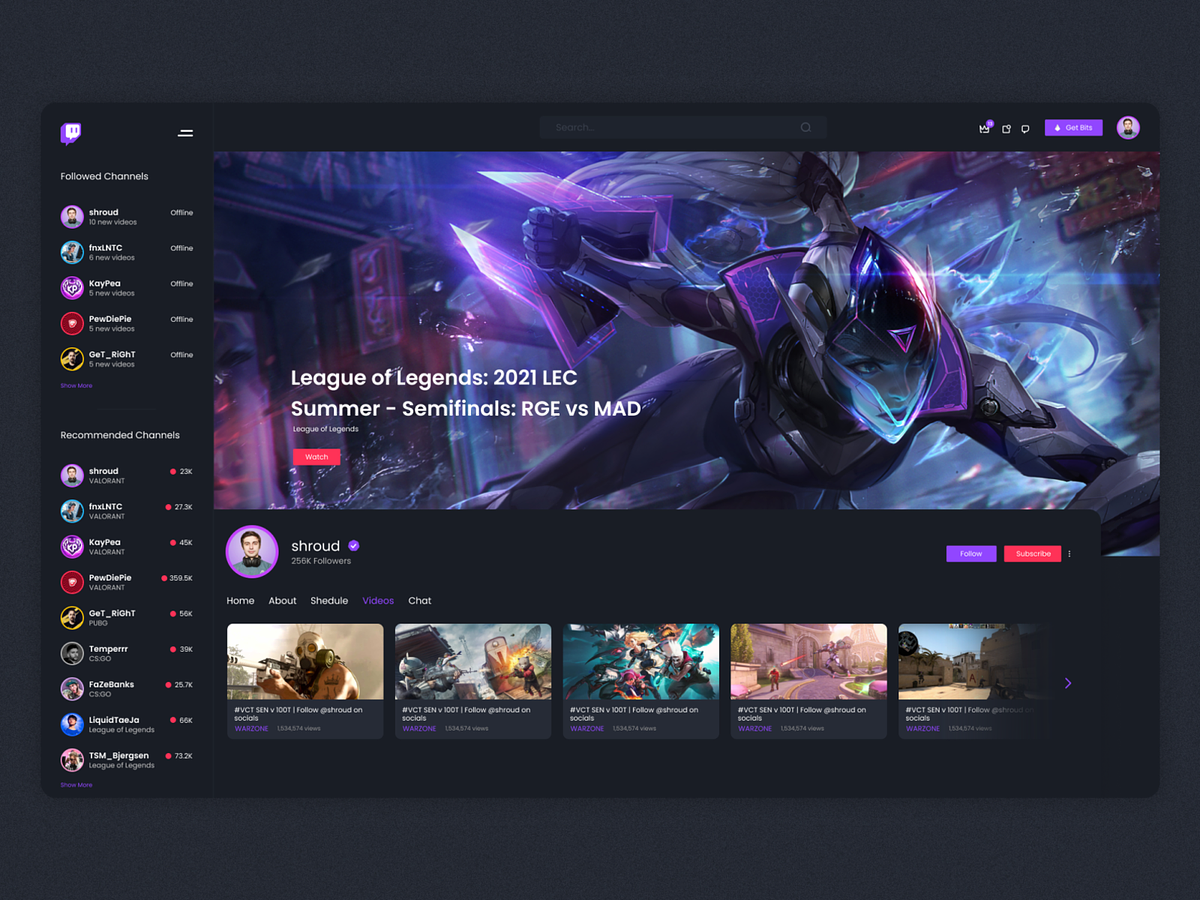 Search...
13
Get Bits
Followed Channels
shroud
Offline
10 new videos
fnxLNTC
Offline
6 new videos
KayPea
Offline
5 new videos
PewDiePie
Offline
5 new videos
GeT_RiGhT
Offline
5 new videos
Show More
Recommended Channels
shroud
23K
VALORANT
fnxLNTC
27.3K
VALORANT
KayPea
45K
VALORANT
PewDiePie
359.5K
VALORANT
GeT_RiGhT
56K
PUBG
Temperrr
39K
CS:GO
FaZeBanks
25.7K
CS:GO
LiquidTaeJa
66K
League of Legends
TSM_Bjergsen
73.2K
League of Legends
Show More
League of Legends: 2021 LEC
Summer - Semifinals: RGE vs MAD
League of Legends
Watch
shroud
256K Followers
Follow
Subscribe
Home About Shedule Videos Chat
#VCT SEN v 100T | Follow @shroud on
socials
WARZONE 1,534,574 views
#VCT SEN v 100T | Follow @shroud on
socials
WARZONE 1,534,574 views
#VCT SEN v 100T | Follow @shroud on
socials
WARZONE 1,534,574 views
#VCT SEN v 100T | Follow @shroud on
socials
WARZONE 1,534,574 views
#VCT SEN v 100T | Follow @shroud on
socials
WARZONE 1,534,574 views